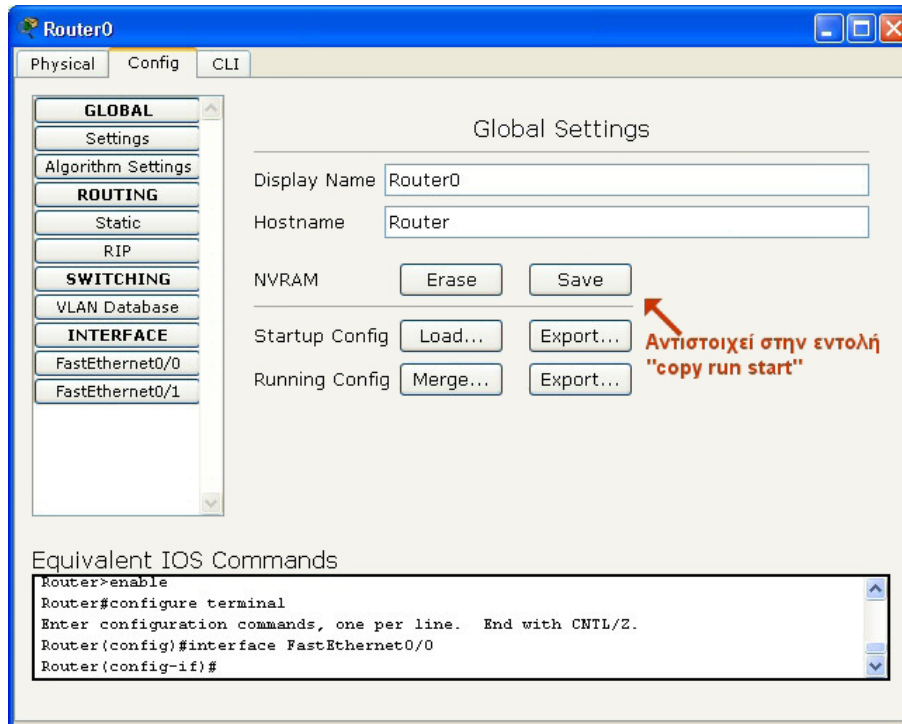 Router0
Physical Config CLI
GLOBAL
Settings
Algorithm Settings
ROUTING
Static
RIP
SWITCHING
VLAN Database
INTERFACE
FastEthernet0/0
FastEthernet0/1
Global Settings
Display Name Router0
Hostname Router
NVRAM Erase Save
Startup Config Load... Export...
Running Config Merge... Export...
Αντιστοιχεί στην εντολή
"copy run start"
Equivalent IOS Commands
Router>enable
Router#configure terminal
Enter configuration commands, one per line. End with CNTL/Z.
Router(config)#interface FastEthernet0/0
Router(config-if)#